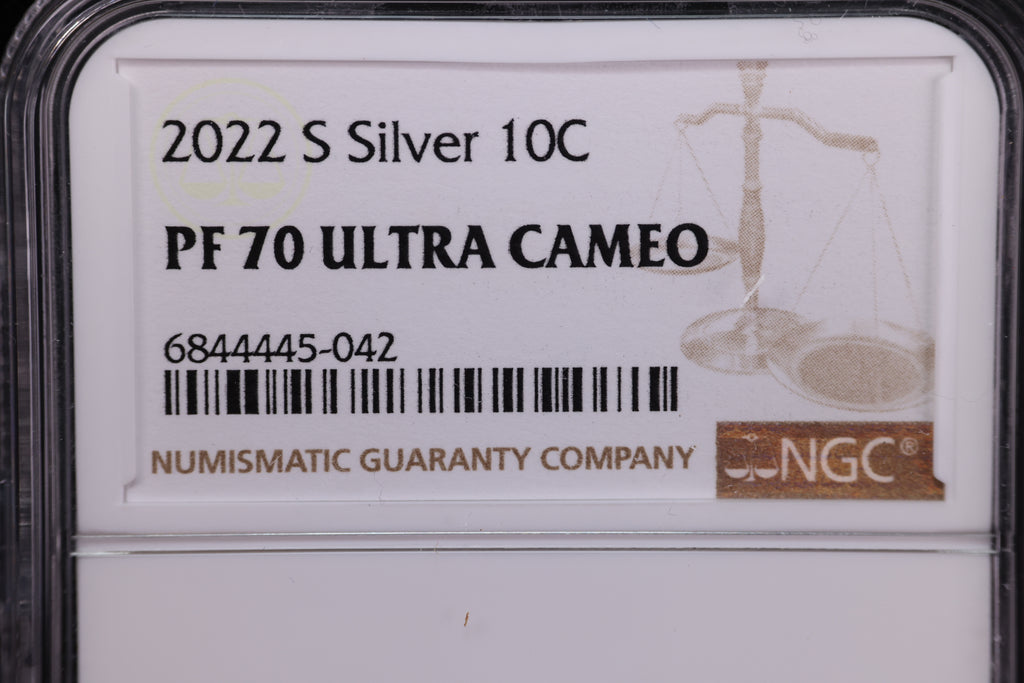 2022 S Silver 10C
PF 70 ULTRA CAMEO
6844445-042
NUMISMATIC GUARANTY COMPANY
NGC®